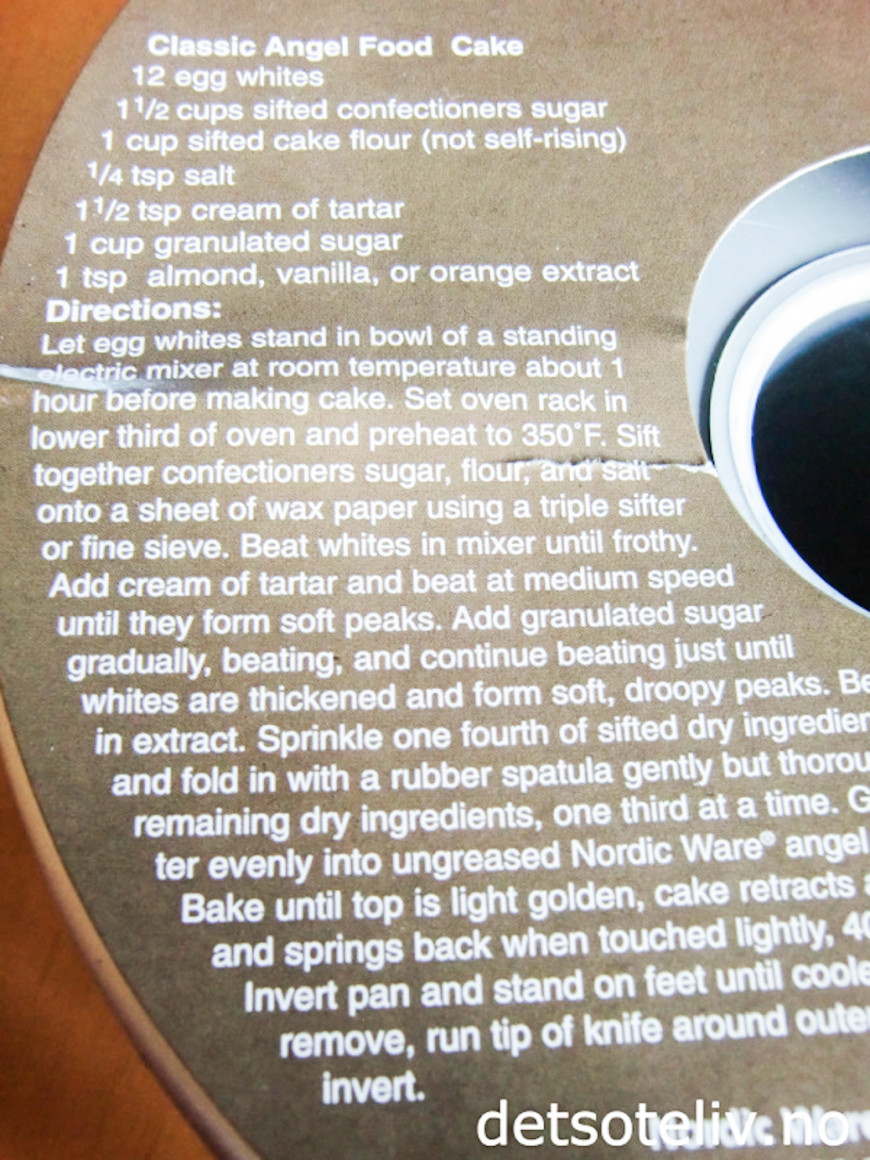 Classic Angel Food Cake
12 egg whites
1 1/2 cups sifted confectioners sugar
1 cup sifted cake flour (not self-rising)
1/4 tsp salt
1 1/2 tsp cream of tartar
1 cup granulated sugar
1 tsp almond, vanilla, or orange extract
Directions:
Let egg whites stand in bowl of a standing
electric mixer at room temperature about 1
hour before making cake. Set oven rack in
lower third of oven and preheat to 350°F. Sift
together confectioners sugar, flour, and salt
onto a sheet of wax paper using a triple sifter
or fine sieve. Beat whites in mixer until frothy.
Add cream of tartar and beat at medium speed
until they form soft peaks. Add granulated sugar
gradually, beating, and continue beating just until
whites are thickened and form soft, droopy peaks. Be
in extract. Sprinkle one fourth of sifted dry ingredien
and fold in with a rubber spatula gently but thorou
remaining dry ingredients, one third at a time. G
ter evenly into ungreased Nordic Ware® angel
Bake until top is light golden, cake retracts a
and springs back when touched lightly, 40
Invert pan and stand on feet until coole
remove, run tip of knife around outer
invert.
Nordic Ware
detsoteliv.no